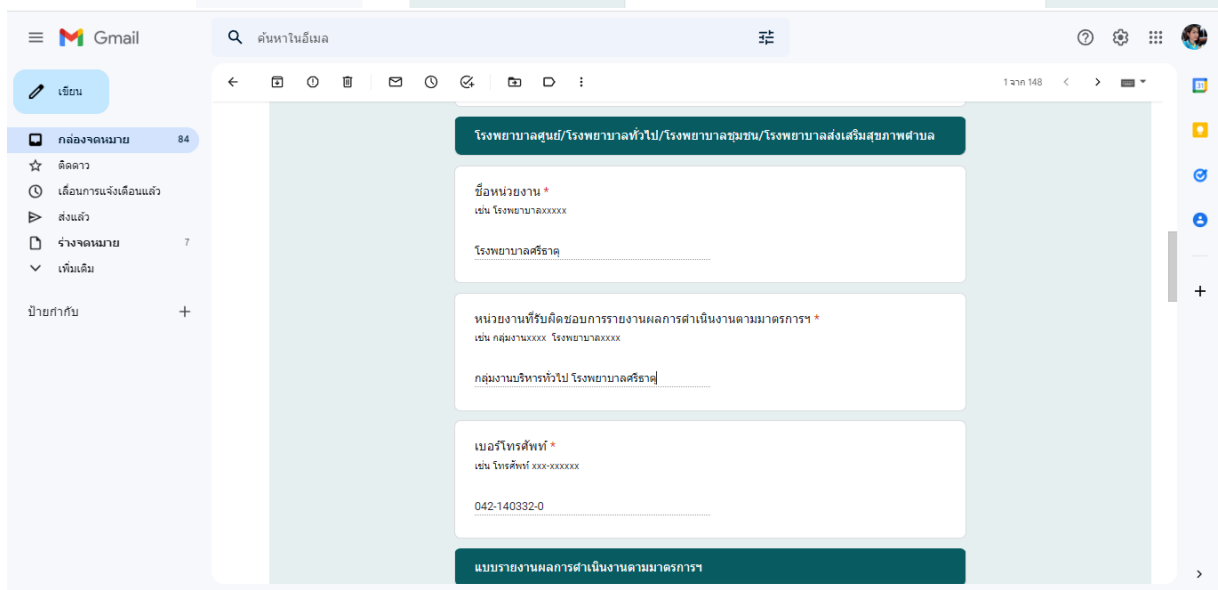 Gmail
ค้นหาในอีเมล
เขียน
1 จาก 148
31
กล่องจดหมาย 84
ติดดาว
เลื่อนการแจ้งเตือนแล้ว
ส่งแล้ว
ร่างจดหมาย 7
เพิ่มเติม
ป้ายกำกับ
โรงพยาบาลศูนย์/โรงพยาบาลทั่วไป/โรงพยาบาลชุมชน/โรงพยาบาลส่งเสริมสุขภาพตำบล
ชื่อหน่วยงาน *
เช่น โรงพยาบาลxxxxx
โรงพยาบาลศรีธาตุ
หน่วยงานที่รับผิดชอบการรายงานผลการดำเนินงานตามมาตรการฯ *
เช่น กลุ่มงานxxxx โรงพยาบาลxxxx
กลุ่มงานบริหารทั่วไป โรงพยาบาลศรีธาตุ
เบอร์โทรศัพท์ *
เช่น โทรศัพท์ xxx-xxxxxx
042-140332-0
แบบรายงานผลการดำเนินงานตามมาตรการฯ